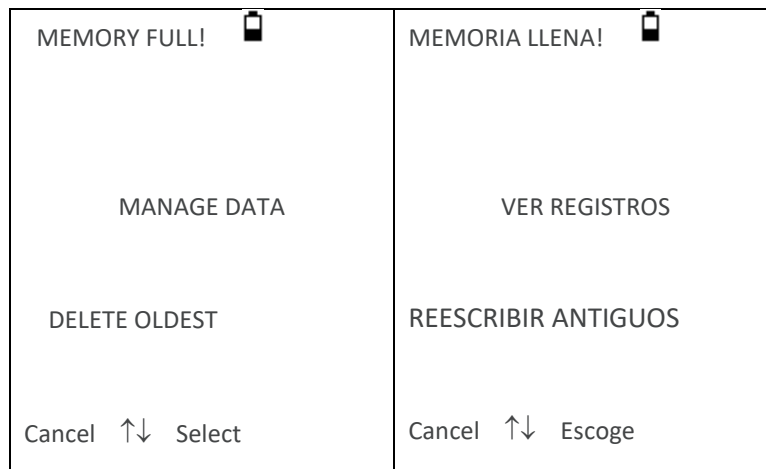 MEMORY FULL!
MANAGE DATA
DELETE OLDEST
Cancel ↑↓ Select
MEMORIA LLENA!
VER REGISTROS
REESCRIBIR ANTIGUOS
Cancel ↑↓ Escoge